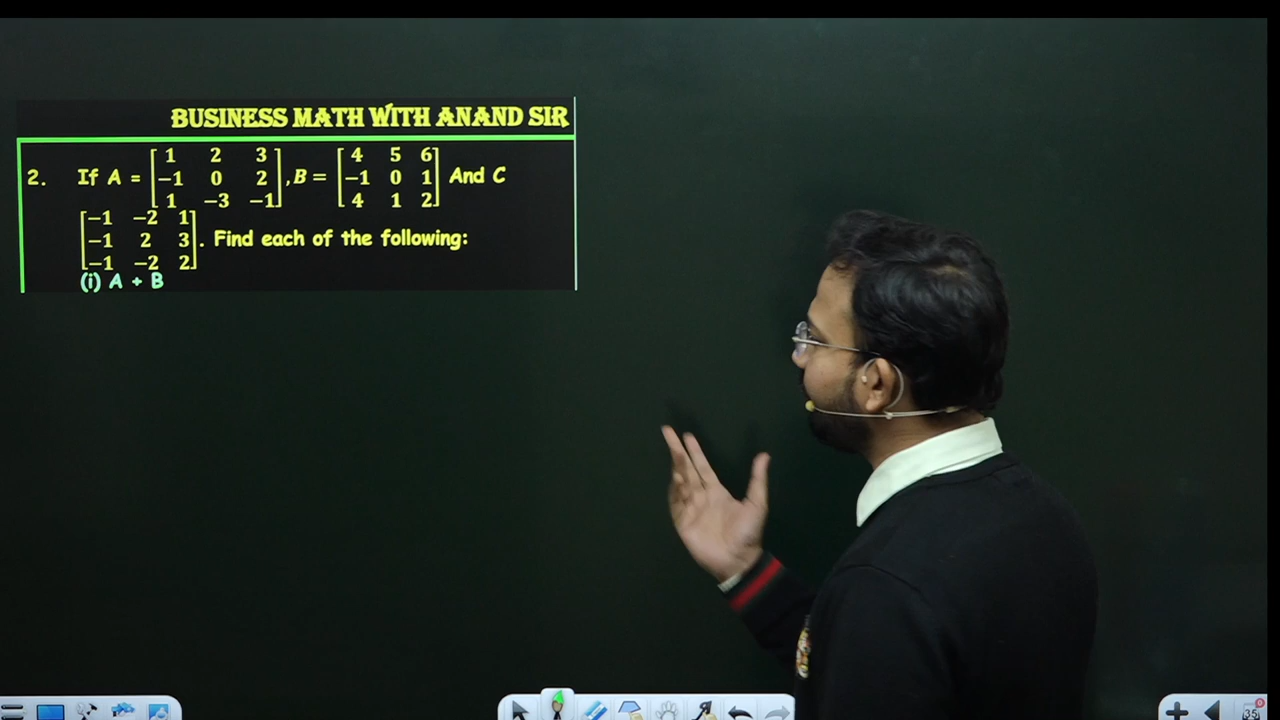 BUSINESS MATH WITH ANAND SIR
2. If A = [1 2 3; −1 0 2; 1 −3 −1], B = [4 5 6; −1 0 1; 4 1 2] And C
[−1 −2 1; −1 2 3; −1 −2 2]. Find each of the following:
(i) A + B
35